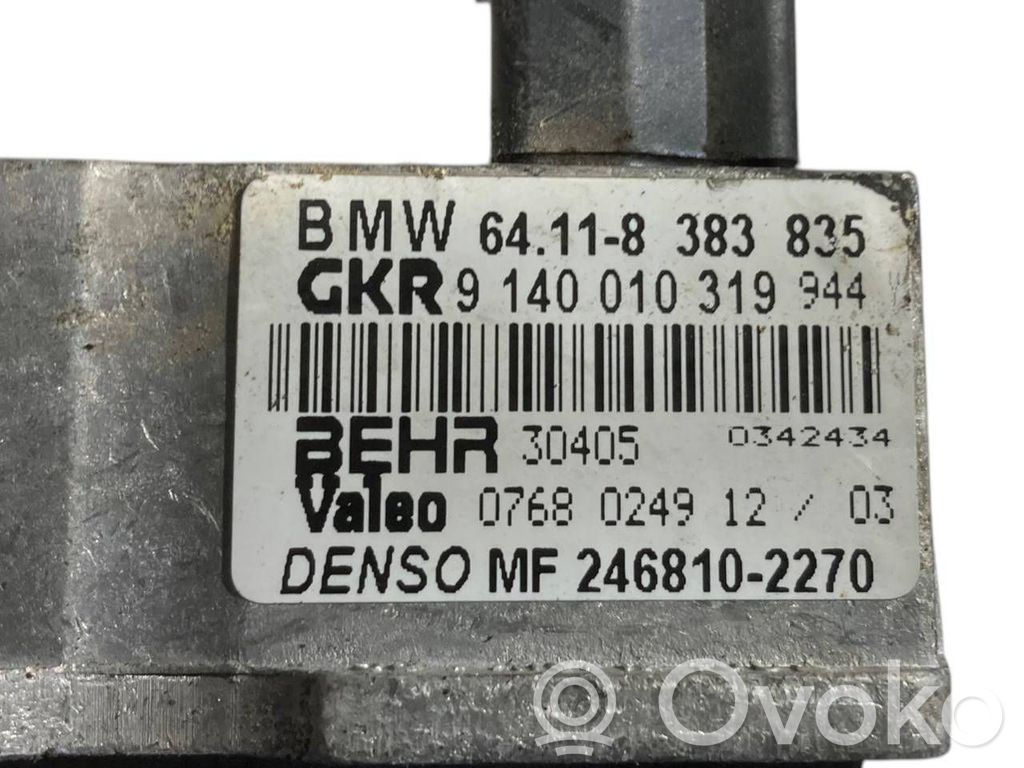 BMW 64.11-8 383 835
GKR 9 140 010 319 944
BEHR 30405 0342434
Valeo 0768 0249 12 / 03
DENSO MF 246810-2270
Ovoko